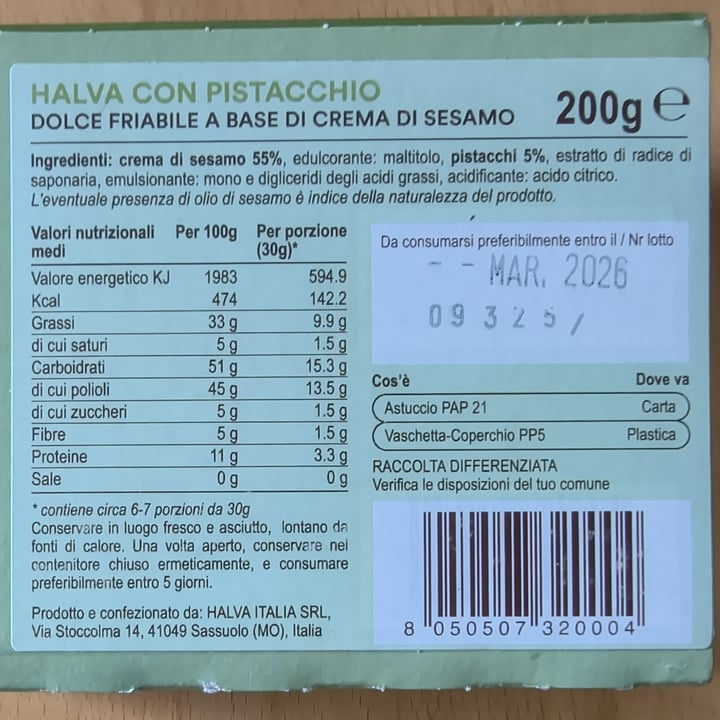 HALVA CON PISTACCHIO
DOLCE FRIABILE A BASE DI CREMA DI SESAMO
200g ℮
Ingredienti: crema di sesamo 55%, edulcorante: maltitolo, pistacchi 5%, estratto di radice di
saponaria, emulsionante: mono e digliceridi degli acidi grassi, acidificante: acido citrico.
L'eventuale presenza di olio di sesamo è indice della naturalezza del prodotto.
Valori nutrizionali medi Per 100g Per porzione (30g)*
Valore energetico KJ 1983 594.9
Kcal 474 142.2
Grassi 33 g 9.9 g
di cui saturi 5 g 1.5 g
Carboidrati 51 g 15.3 g
di cui polioli 45 g 13.5 g
di cui zuccheri 5 g 1.5 g
Fibre 5 g 1.5 g
Proteine 11 g 3.3 g
Sale 0 g 0 g
* contiene circa 6-7 porzioni da 30g
Conservare in luogo fresco e asciutto, lontano da
fonti di calore. Una volta aperto, conservare nel
contenitore chiuso ermeticamente, e consumare
preferibilmente entro 5 giorni.
Prodotto e confezionato da: HALVA ITALIA SRL,
Via Stoccolma 14, 41049 Sassuolo (MO), Italia
Da consumarsi preferibilmente entro il / Nr lotto
- - MAR. 2026
09325/
Cos'è Dove va
Astuccio PAP 21 Carta
Vaschetta-Coperchio PP5 Plastica
RACCOLTA DIFFERENZIATA
Verifica le disposizioni del tuo comune
8 050507 320004